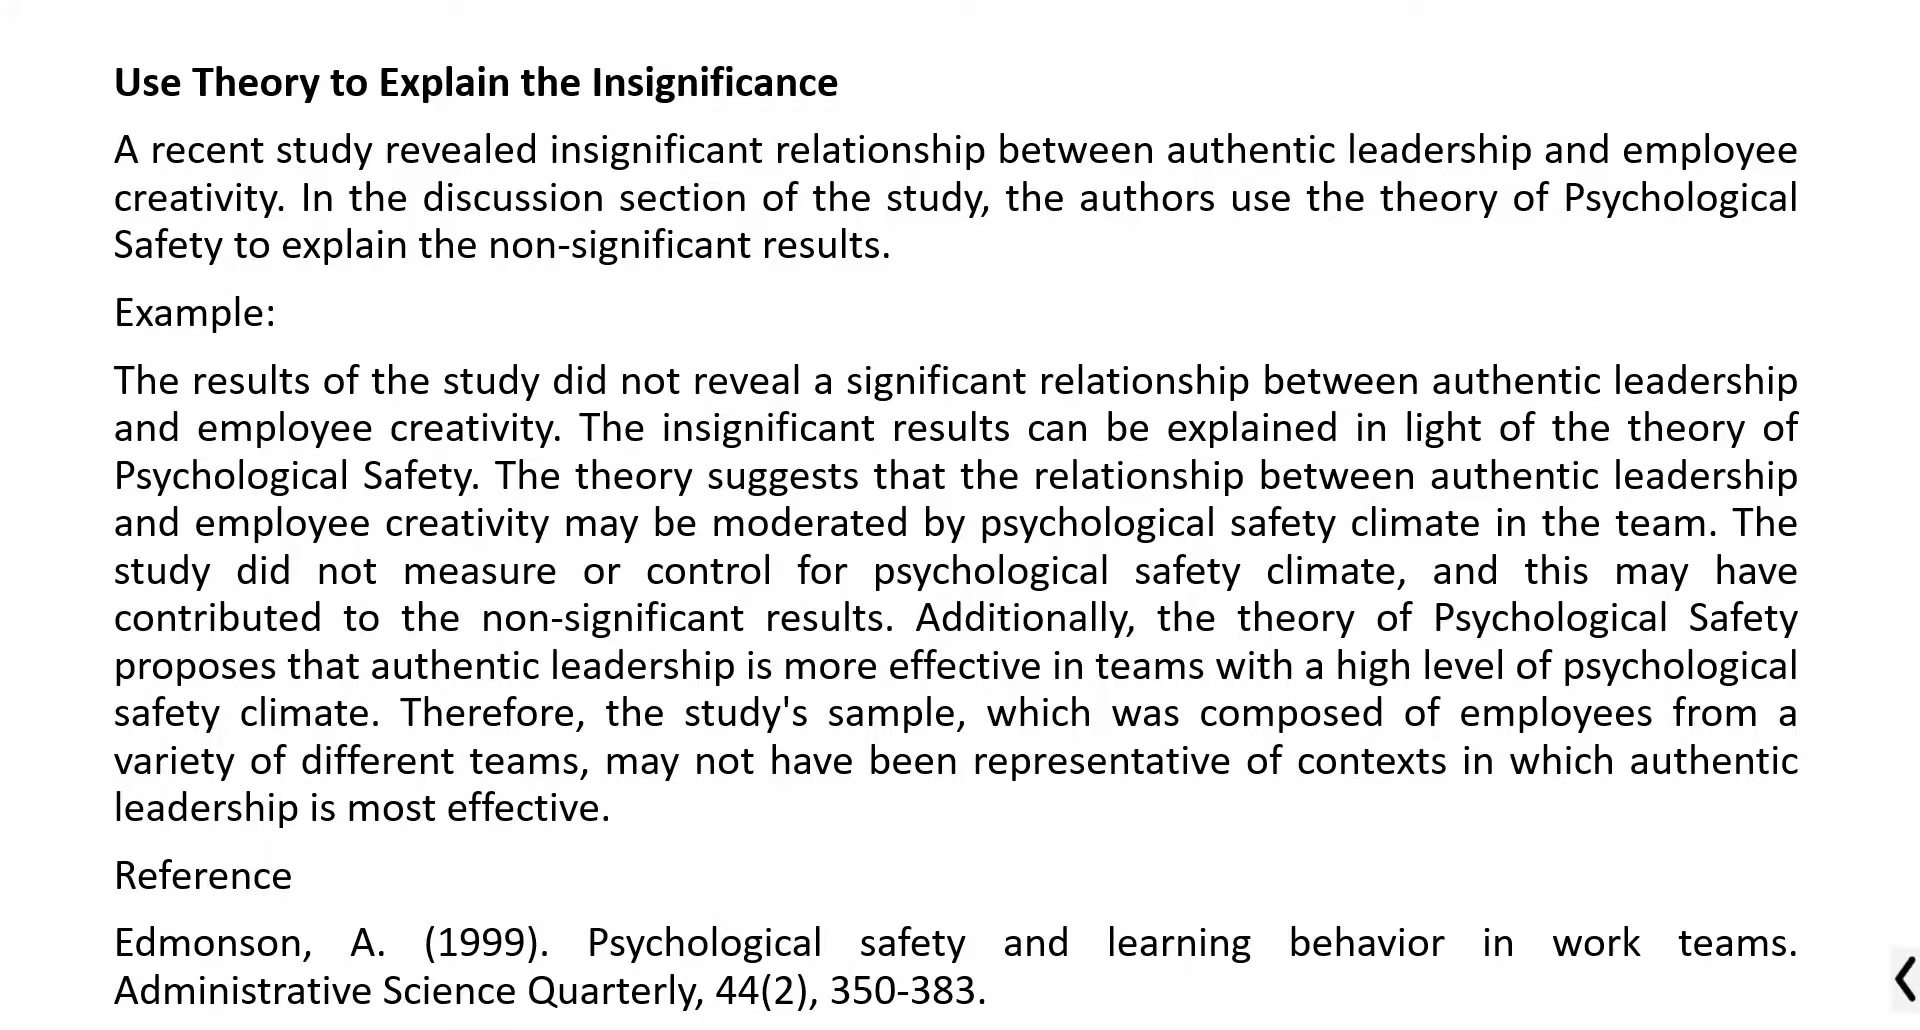 Use Theory to Explain the Insignificance
A recent study revealed insignificant relationship between authentic leadership and employee
creativity. In the discussion section of the study, the authors use the theory of Psychological
Safety to explain the non-significant results.
Example:
The results of the study did not reveal a significant relationship between authentic leadership
and employee creativity. The insignificant results can be explained in light of the theory of
Psychological Safety. The theory suggests that the relationship between authentic leadership
and employee creativity may be moderated by psychological safety climate in the team. The
study did not measure or control for psychological safety climate, and this may have
contributed to the non-significant results. Additionally, the theory of Psychological Safety
proposes that authentic leadership is more effective in teams with a high level of psychological
safety climate. Therefore, the study's sample, which was composed of employees from a
variety of different teams, may not have been representative of contexts in which authentic
leadership is most effective.
Reference
Edmonson, A. (1999). Psychological safety and learning behavior in work teams.
Administrative Science Quarterly, 44(2), 350-383.